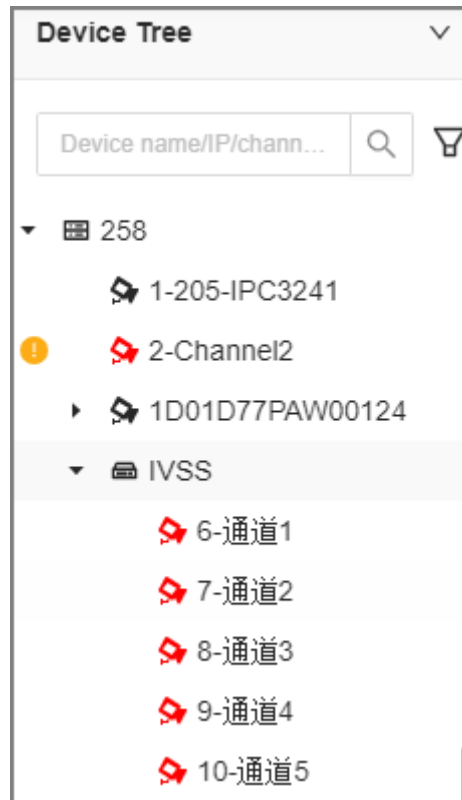 Device Tree
Device name/IP/chann...
258
1-205-IPC3241
2-Channel2
1D01D77PAW00124
IVSS
6-通道1
7-通道2
8-通道3
9-通道4
10-通道5